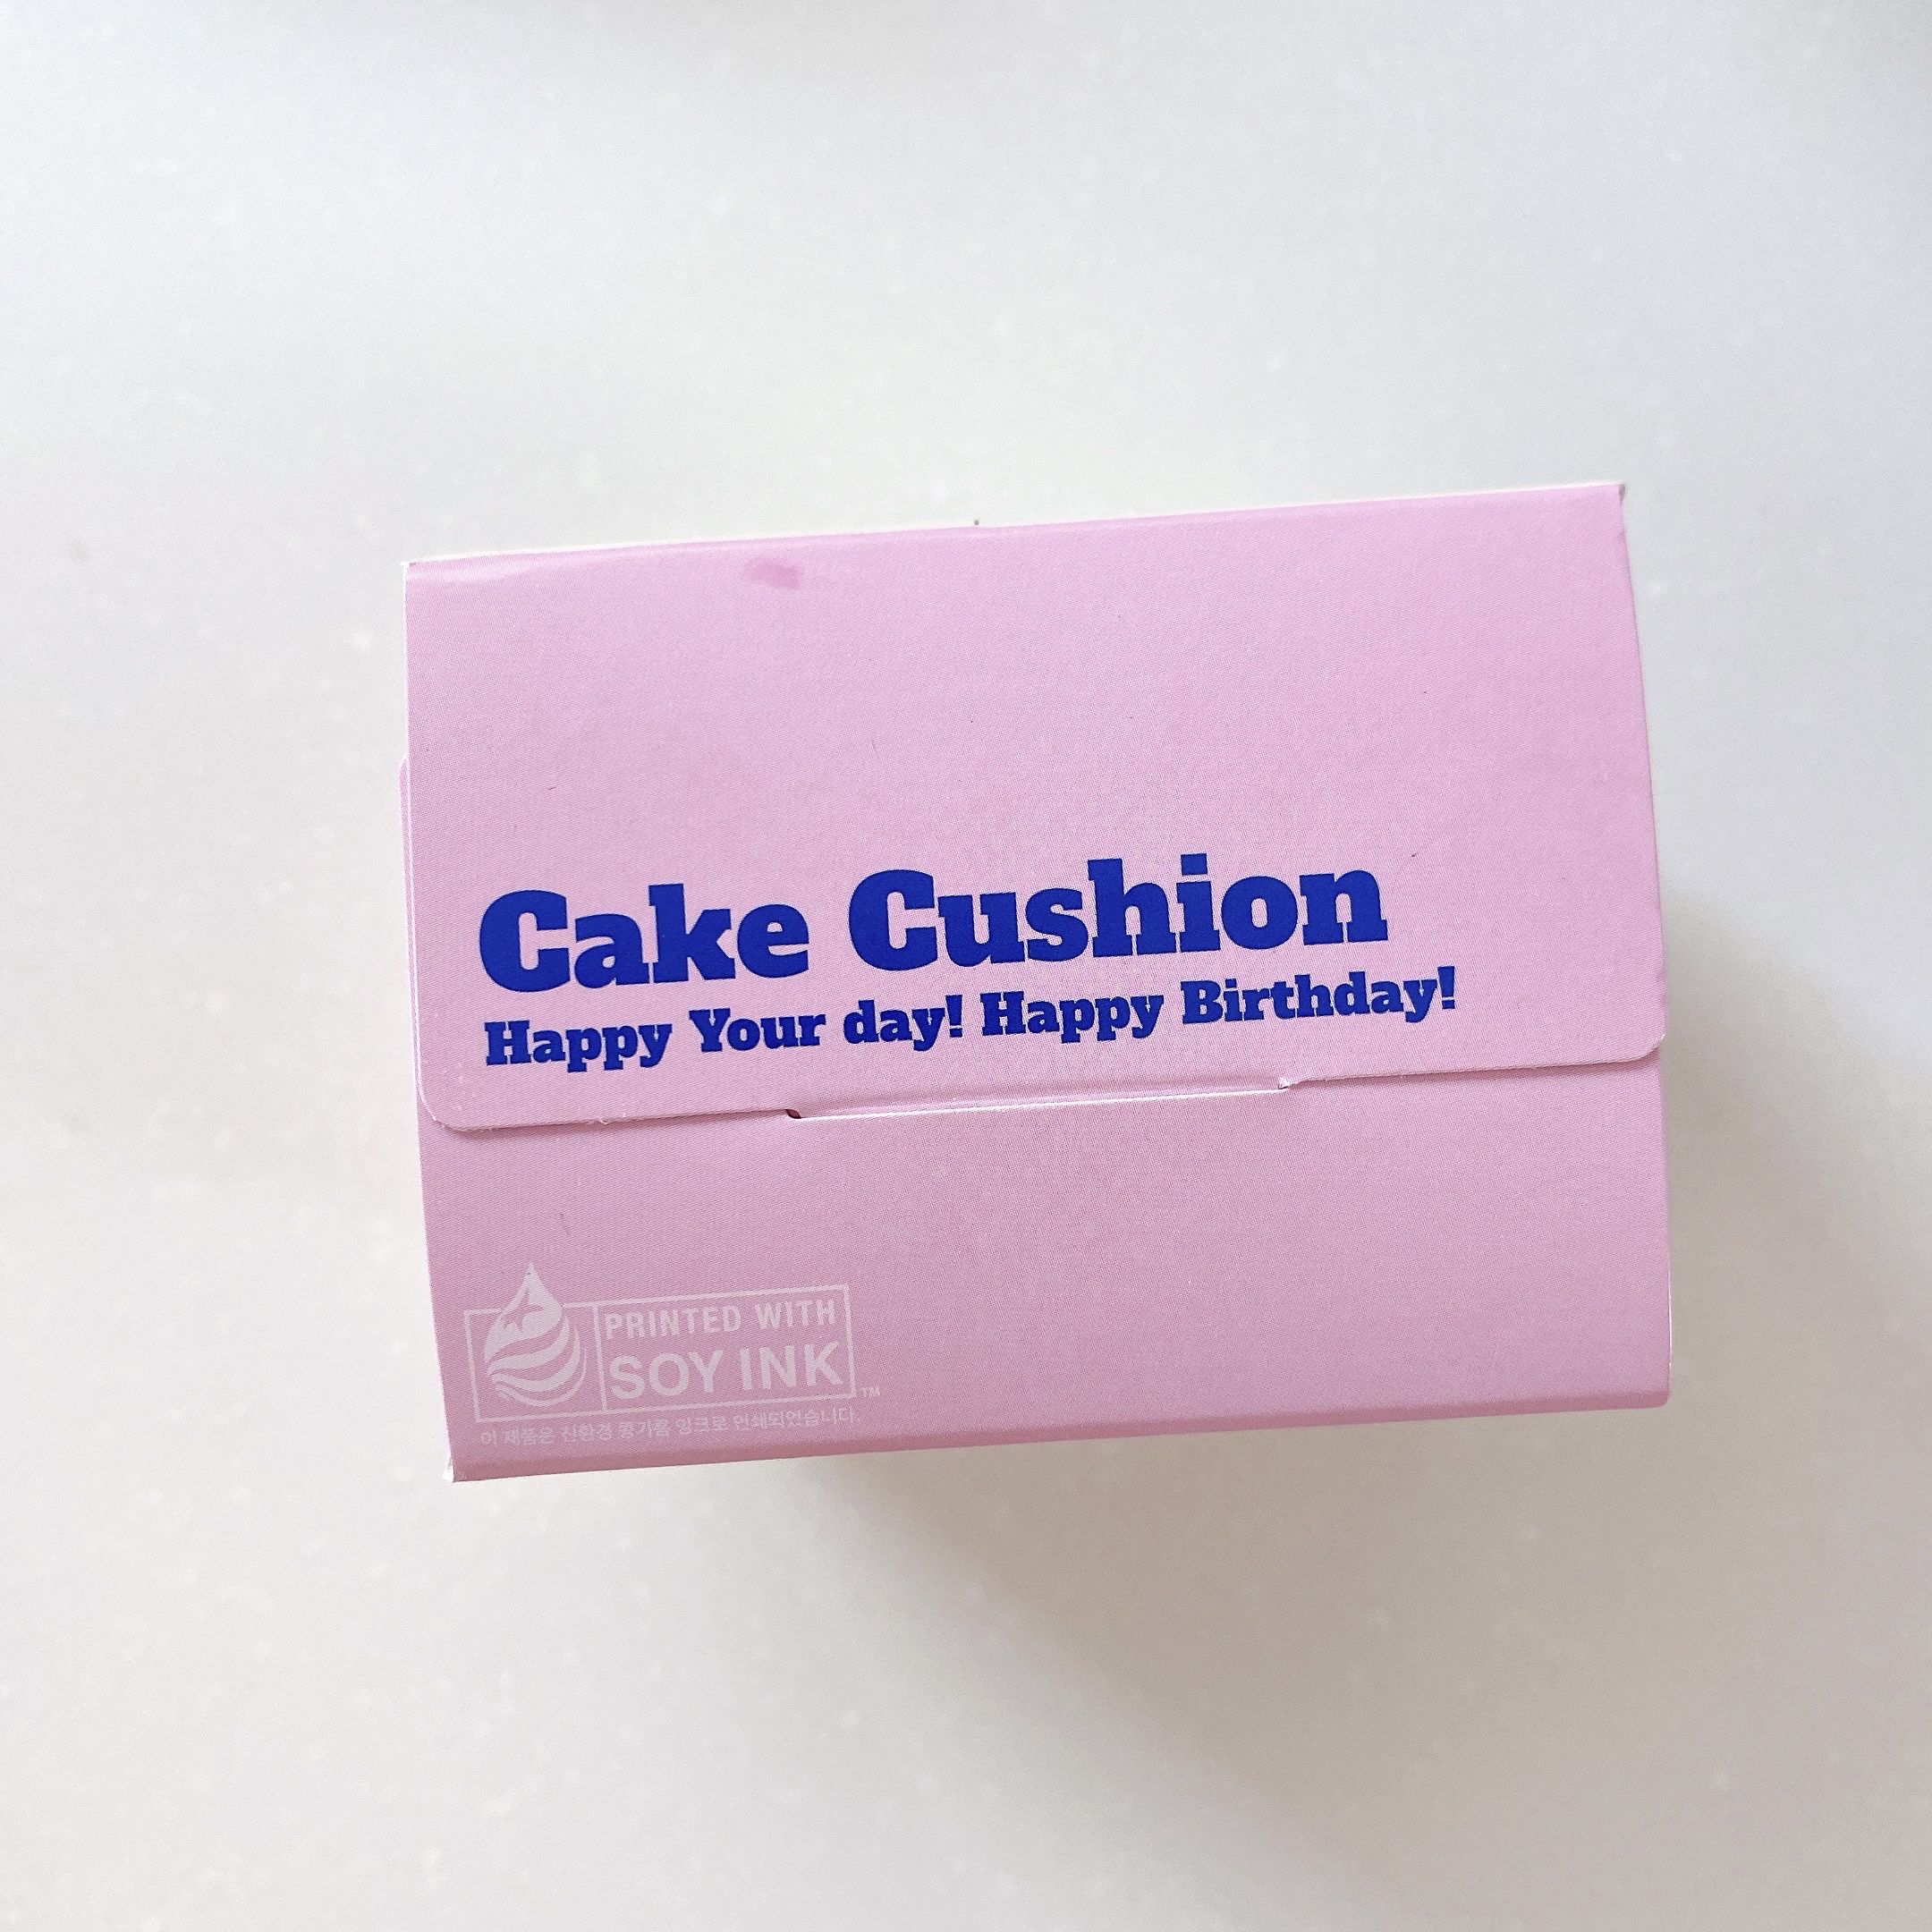 Cake Cushion
Happy Your day! Happy Birthday!
PRINTED WITH
SOY INK
TM
이 제품은 친환경 콩기름 잉크로 인쇄되었습니다.